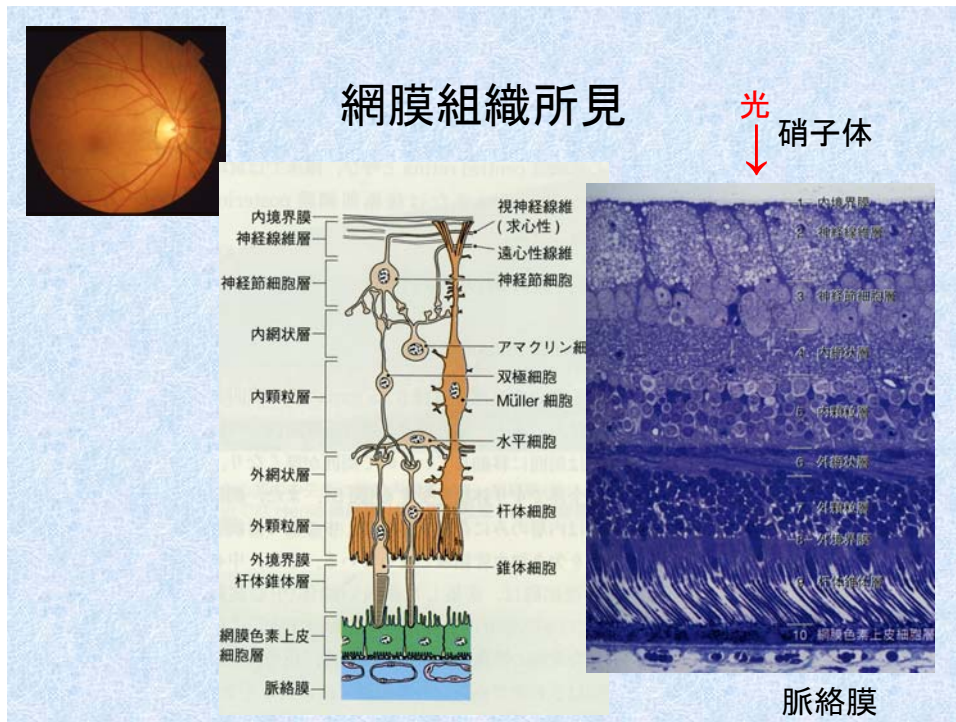 網膜組織所見
光
硝子体
central retina
posterior
内境界膜
神経線維層
神経節細胞層
内網状層
内顆粒層
外網状層
外顆粒層
外境界膜
杆体錐体層
網膜色素上皮
細胞層
脈絡膜
視神経線維
(求心性)
遠心性線維
神経節細胞
アマクリン細
双極細胞
Müller 細胞
水平細胞
杆体細胞
錐体細胞
1 内境界膜
2 神経線維層
3 神経節細胞層
4 内網状層
5 内顆粒層
6 外網状層
7 外顆粒層
8 外境界膜
9 杆体錐体層
10 網膜色素上皮細胞層
脈絡膜